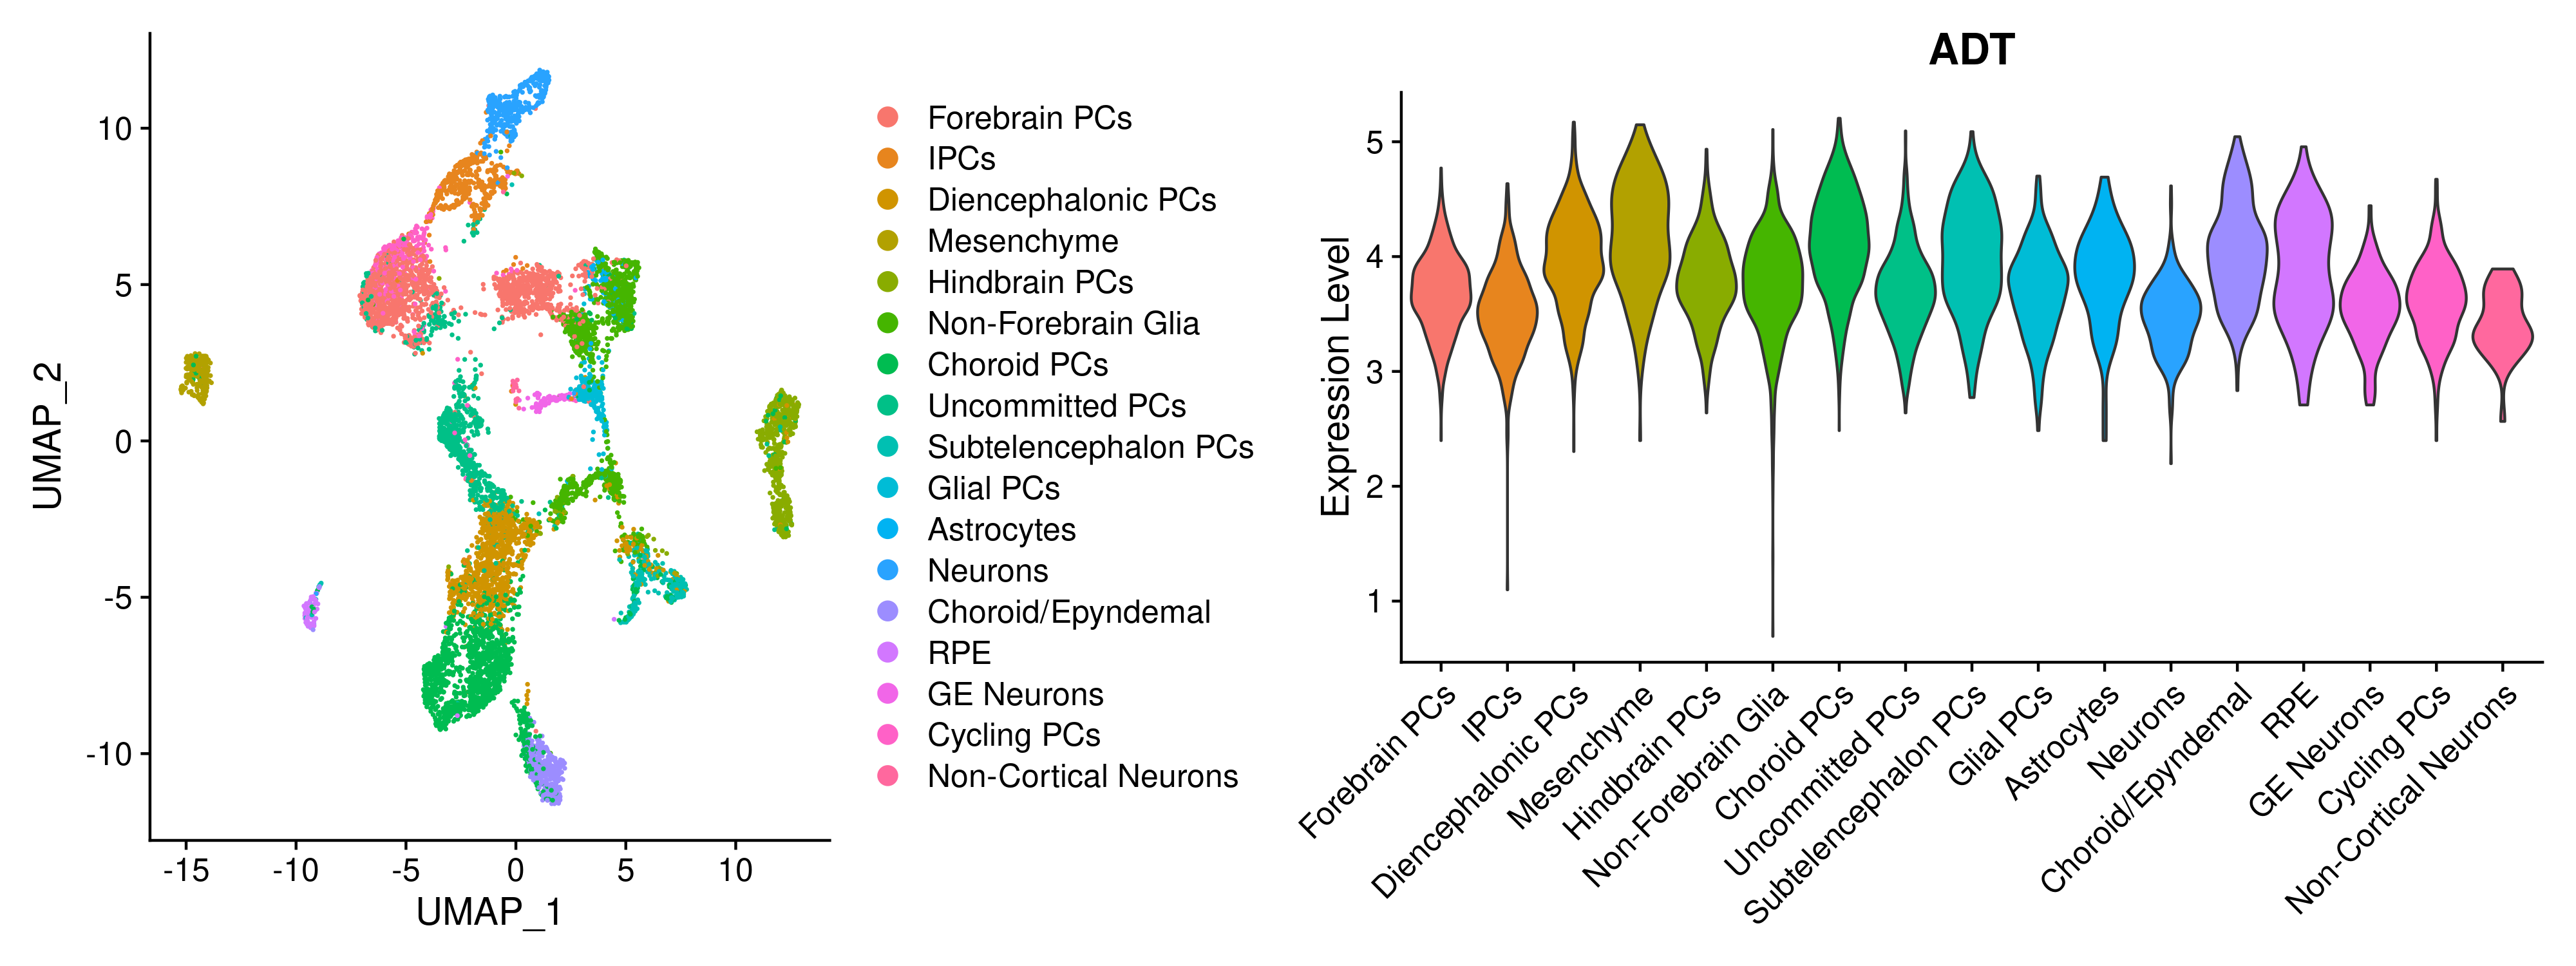 10
5
0
-5
-10
UMAP_2
-15 -10 -5 0 5 10
UMAP_1
Forebrain PCs
IPCs
Diencephalonic PCs
Mesenchyme
Hindbrain PCs
Non-Forebrain Glia
Choroid PCs
Uncommitted PCs
Subtelencephalon PCs
Glial PCs
Astrocytes
Neurons
Choroid/Epyndemal
RPE
GE Neurons
Cycling PCs
Non-Cortical Neurons
ADT
5
4
3
2
1
Expression Level
Forebrain PCs
IPCs
Diencephalonic PCs
Mesenchyme
Hindbrain PCs
Non-Forebrain Glia
Choroid PCs
Uncommitted PCs
Subtelencephalon PCs
Glial PCs
Astrocytes
Neurons
Choroid/Epyndemal
RPE
GE Neurons
Cycling PCs
Non-Cortical Neurons